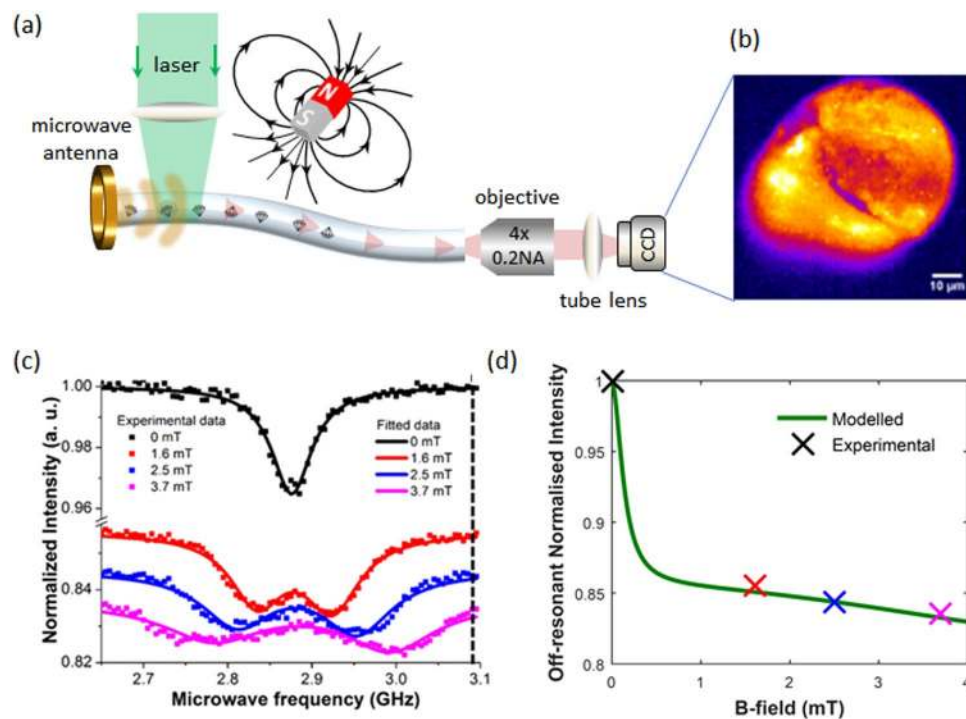 (a)
laser
microwave
antenna
N
S
objective
4x
0.2NA
CCD
tube lens
(b)
10 µm
(c)
Normalized Intensity (a. u.)
1.00
0.98
0.96
0.84
0.82
Experimental data
0 mT
1.6 mT
2.5 mT
3.7 mT
Fitted data
0 mT
1.6 mT
2.5 mT
3.7 mT
2.7 2.8 2.9 3.0 3.1
Microwave frequency (GHz)
(d)
Off-resonant Normalised Intensity
1
0.95
0.9
0.85
0.8
Modelled
Experimental
0 1 2 3 4
B-field (mT)